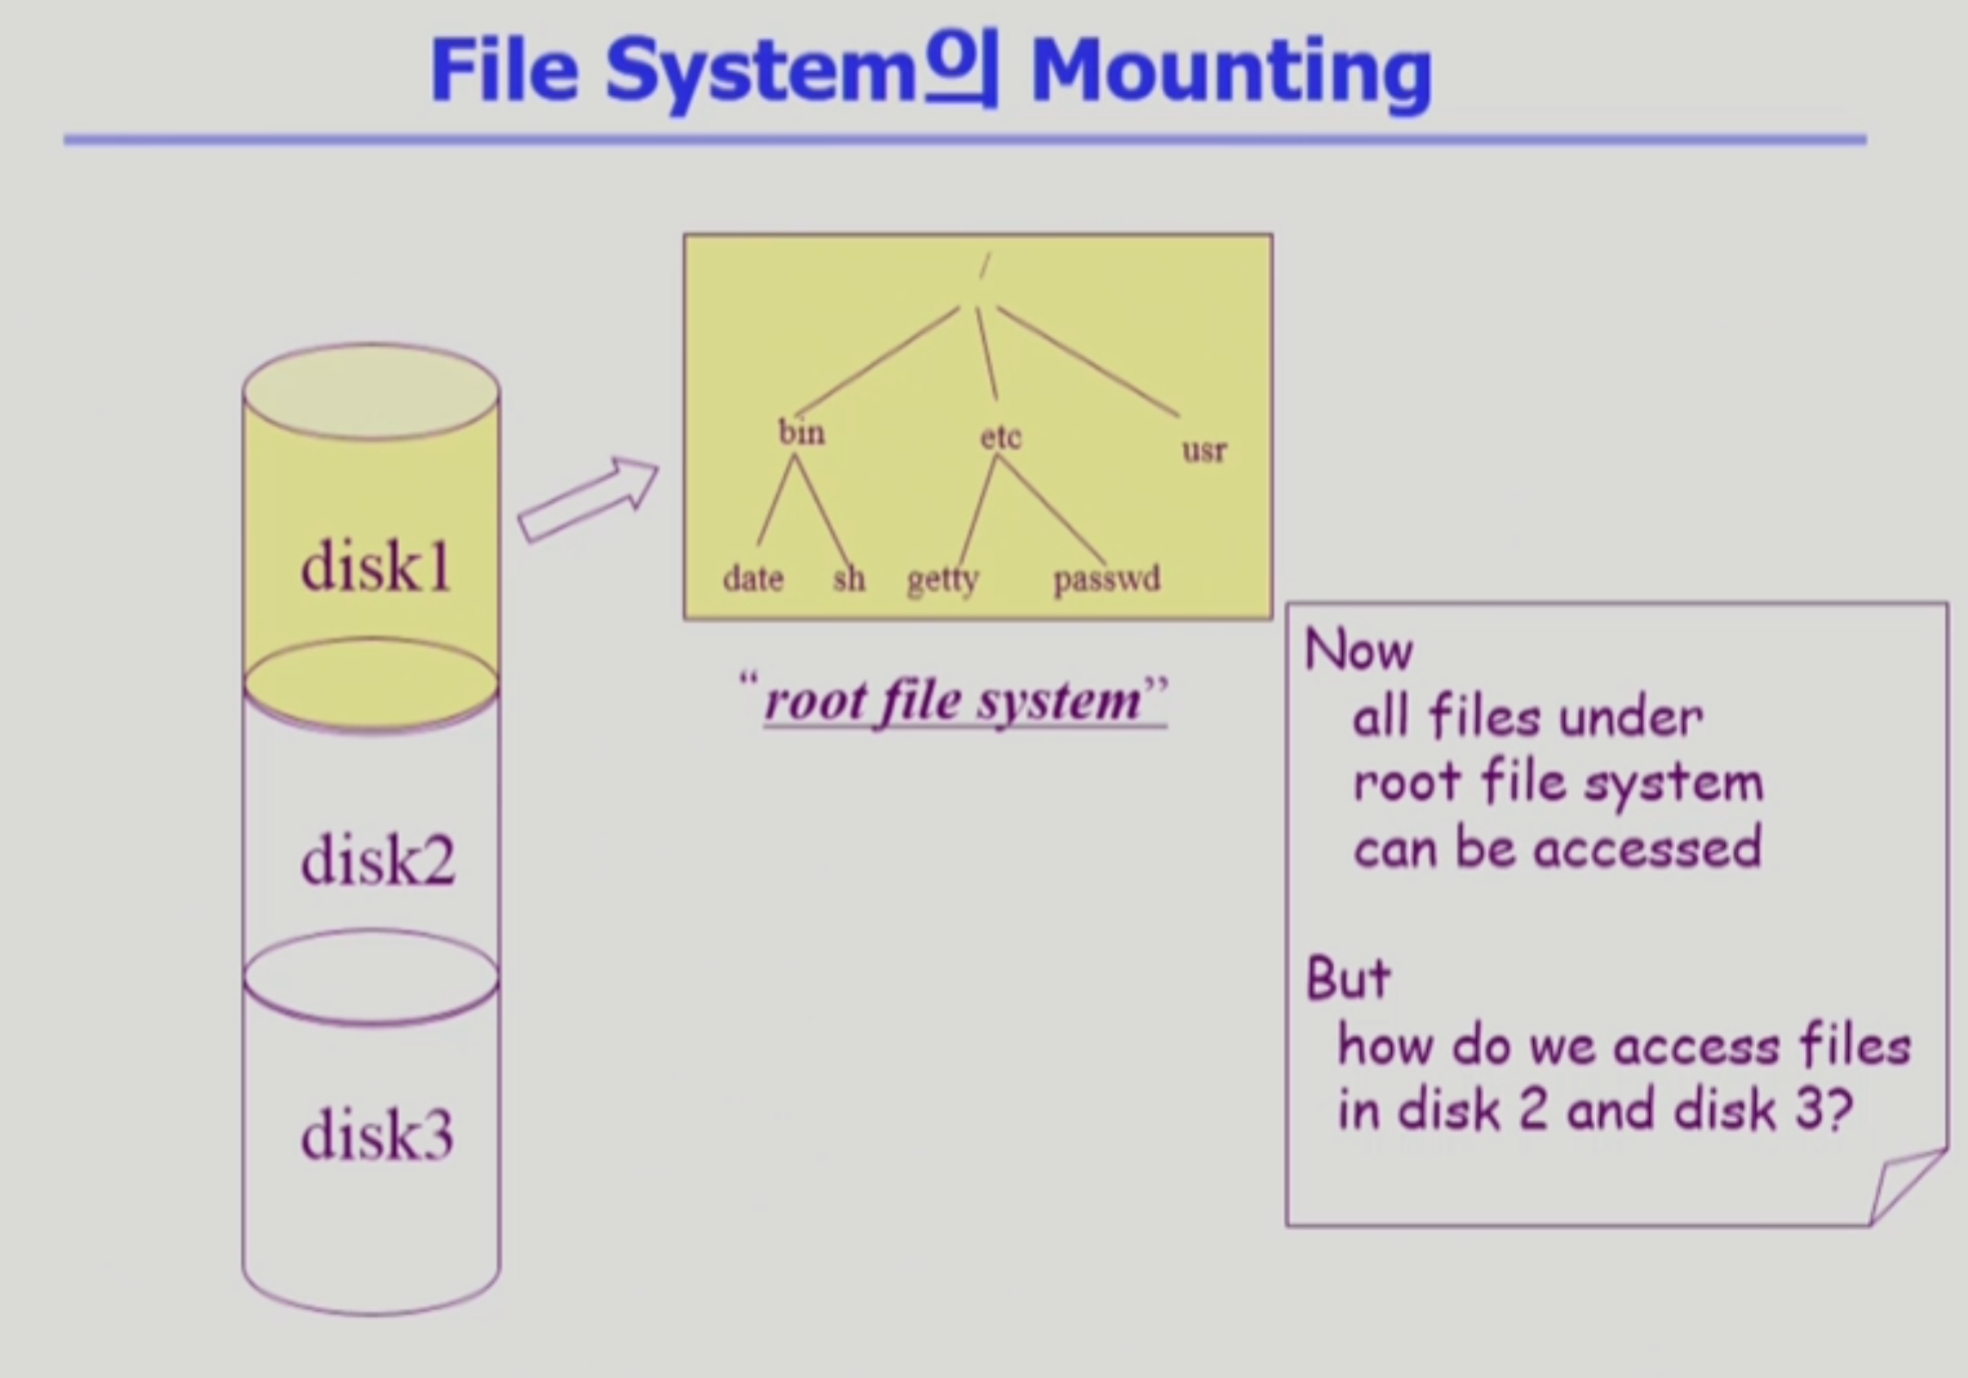 File System의 Mounting
/
bin
etc
usr
date
sh
getty
passwd
“root file system”
disk1
disk2
disk3
Now
all files under
root file system
can be accessed
But
how do we access files
in disk 2 and disk 3?